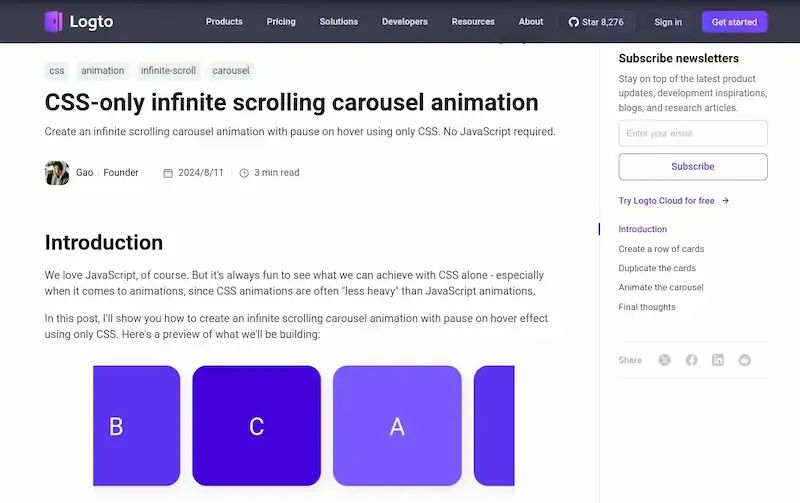 Logto
Products
Pricing
Solutions
Developers
Resources
About
Star 8,276
Sign in
Get started
css
animation
infinite-scroll
carousel
CSS-only infinite scrolling carousel animation
Create an infinite scrolling carousel animation with pause on hover using only CSS. No JavaScript required.
Gao
Founder
2024/8/11
3 min read
Introduction
We love JavaScript, of course. But it's always fun to see what we can achieve with CSS alone - especially
when it comes to animations, since CSS animations are often "less heavy" than JavaScript animations.
In this post, I'll show you how to create an infinite scrolling carousel animation with pause on hover effect
using only CSS. Here's a preview of what we'll be building:
B
C
A
Subscribe newsletters
Stay on top of the latest product
updates, development inspirations,
blogs, and research articles.
Enter your email
Subscribe
Try Logto Cloud for free →
Introduction
Create a row of cards
Duplicate the cards
Animate the carousel
Final thoughts
Share